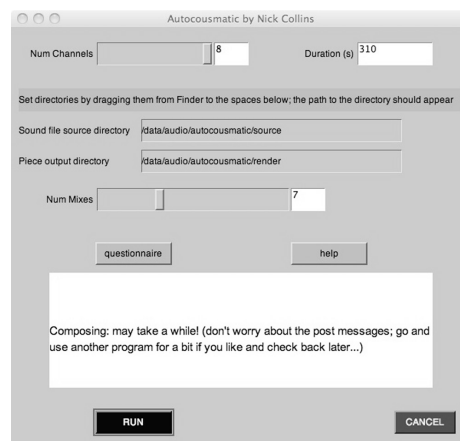 Autocousmatic by Nick Collins
Num Channels 8 Duration (s) 310
Set directories by dragging them from Finder to the spaces below; the path to the directory should appear
Sound file source directory /data/audio/autocousmatic/source
Piece output directory /data/audio/autocousmatic/render
Num Mixes 7
questionnaire help
Composing: may take a while! (don't worry about the post messages; go and
use another program for a bit if you like and check back later...)
RUN CANCEL